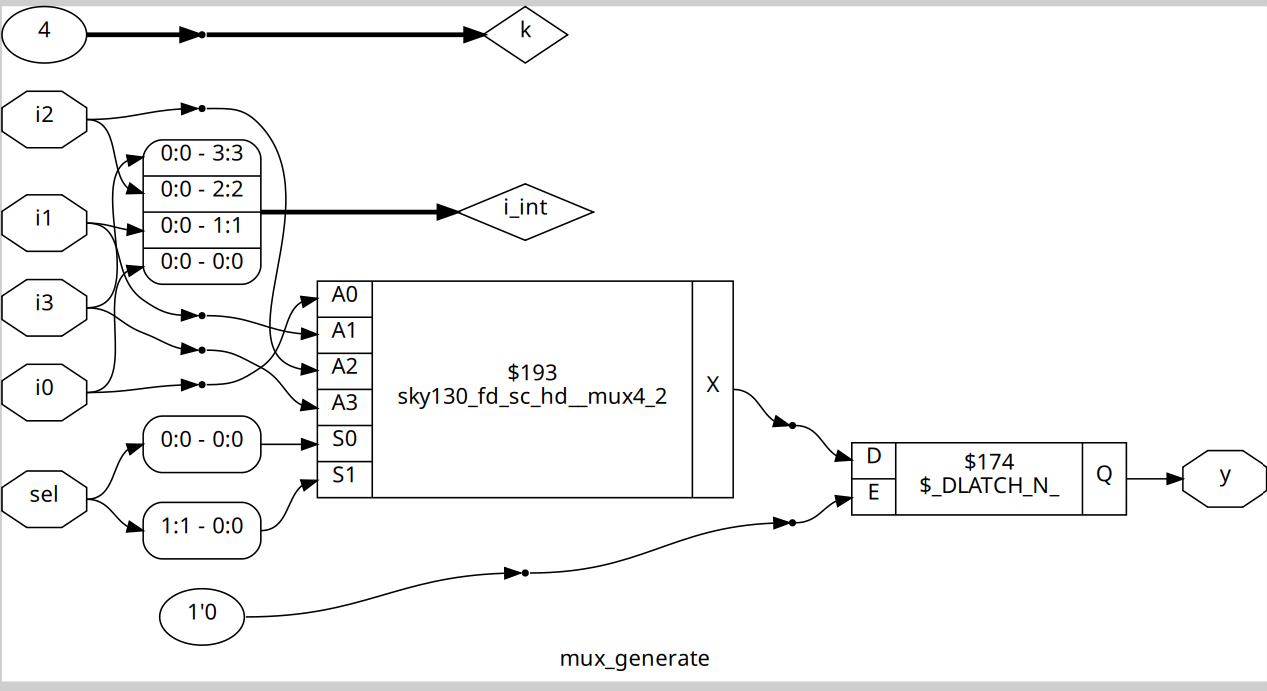 4
k
i2
0:0 - 3:3
0:0 - 2:2
i1
i_int
0:0 - 1:1
0:0 - 0:0
i3
A0
A1
A2
i0
$193
sky130_fd_sc_hd__mux4_2
X
A3
0:0 - 0:0
S0
S1
D
$174
$_DLATCH_N_
Q
y
E
sel
1:1 - 0:0
1'0
mux_generate